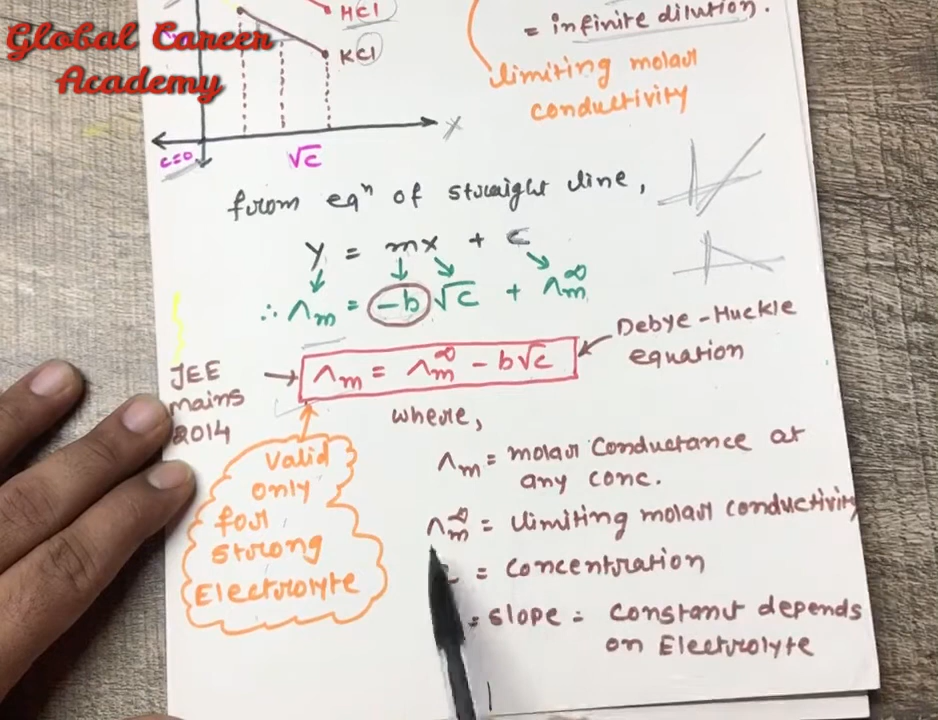 Global Career
Academy
HCl
KCl
= infinite dilution.
limiting molar
conductivity
x
c=0
√c
from eqⁿ of straight line,
y = mx + c
∴ Λm = -b √c + Λm^∞
Debye-Huckle
equation
Λm = Λm^∞ - b√c
JEE
mains
2014
where,
Valid
only
for
strong
Electrolyte
Λm = molar Conductance at
any conc.
Λm^∞ = limiting molar conductivity
= concentration
= slope = constant depends
on Electrolyte